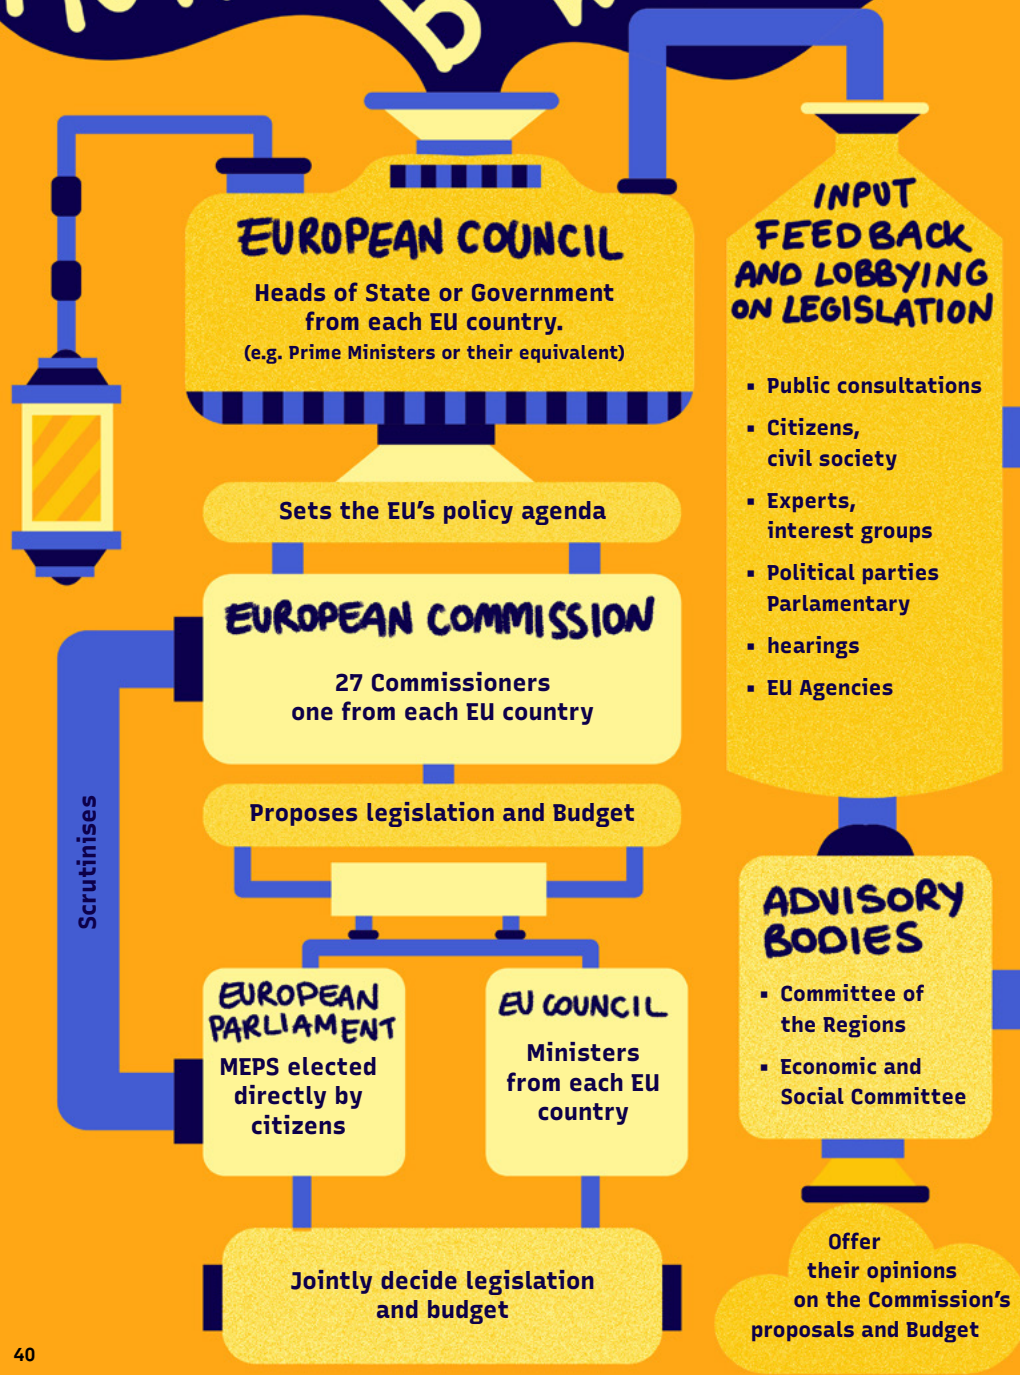 EUROPEAN COUNCIL
Heads of State or Government
from each EU country.
(e.g. Prime Ministers or their equivalent)
Sets the EU's policy agenda
EUROPEAN COMMISSION
27 Commissioners
one from each EU country
Proposes legislation and Budget
Scrutinises
EUROPEAN
PARLIAMENT
MEPS elected
directly by
citizens
EU COUNCIL
Ministers
from each EU
country
Jointly decide legislation
and budget
INPUT
FEEDBACK
AND LOBBYING
ON LEGISLATION
▪ Public consultations
▪ Citizens,
civil society
▪ Experts,
interest groups
▪ Political parties
Parlamentary
▪ hearings
▪ EU Agencies
ADVISORY
BODIES
▪ Committee of
the Regions
▪ Economic and
Social Committee
Offer
their opinions
on the Commission's
proposals and Budget
40